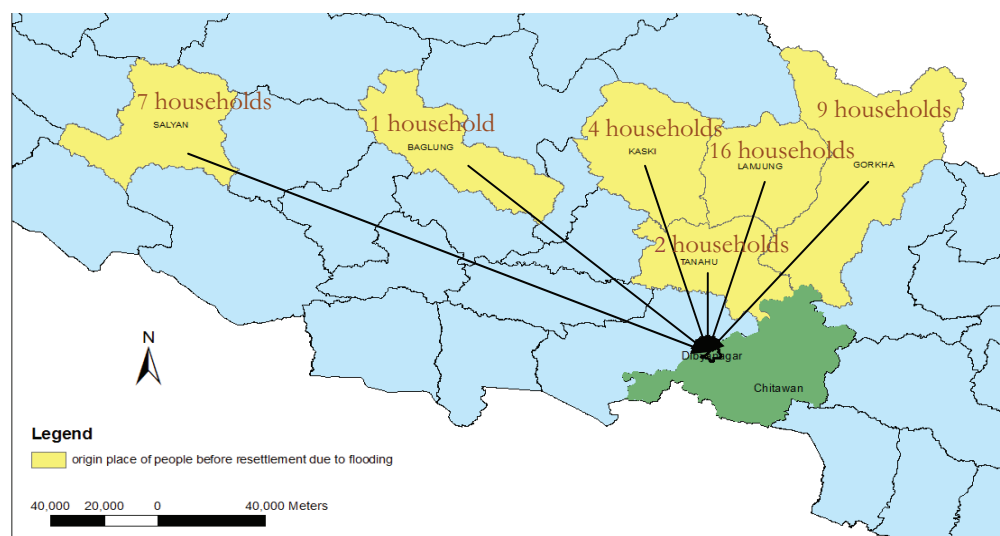 7 households
SALYAN
1 household
BAGLUNG
4 households
KASKI
16 households
LAMJUNG
9 households
GORKHA
2 households
TANAHU
Dibyanagar
Chitawan
N
Legend
origin place of people before resettlement due to flooding
40,000 20,000 0 40,000 Meters